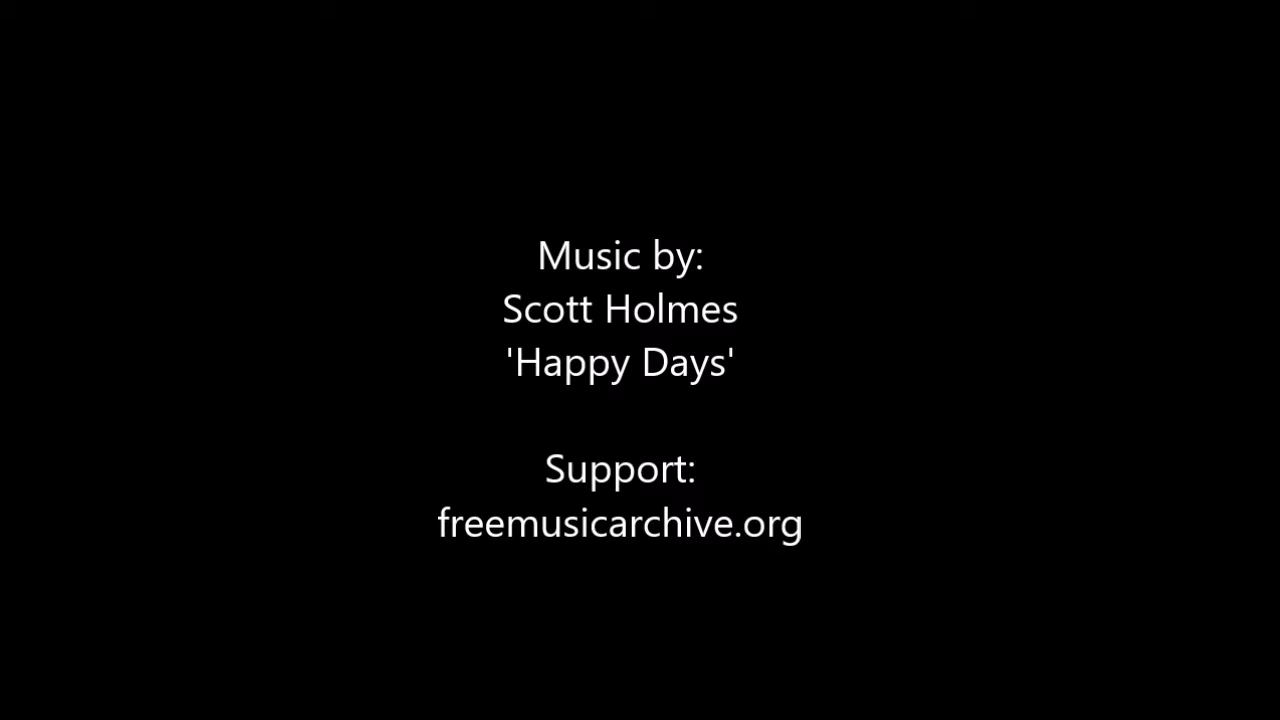 Music by:
Scott Holmes
'Happy Days'
Support:
freemusicarchive.org